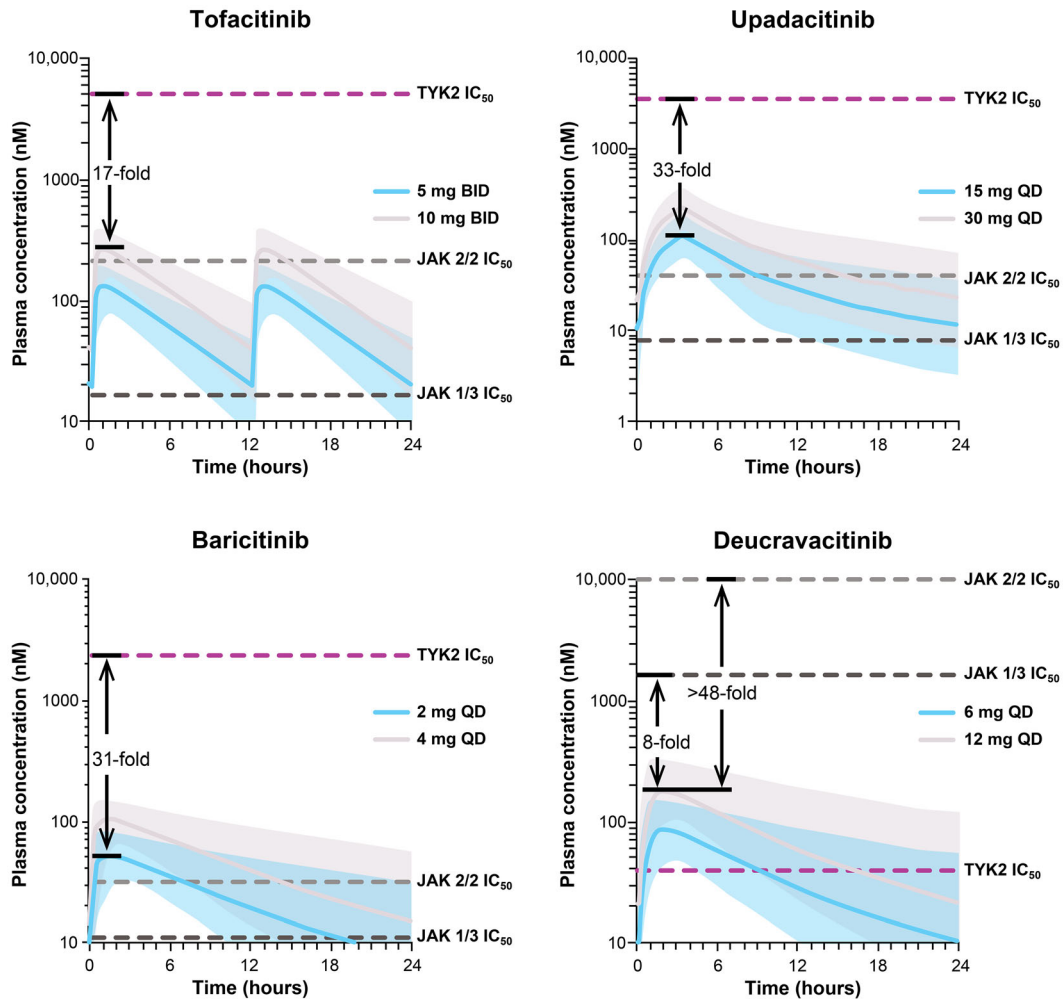 Tofacitinib
Plasma concentration (nM)
10,000
1000
100
10
TYK2 IC50
17-fold
5 mg BID
10 mg BID
JAK 2/2 IC50
JAK 1/3 IC50
0 6 12 18 24
Time (hours)
Upadacitinib
Plasma concentration (nM)
10,000
1000
100
10
1
TYK2 IC50
33-fold
15 mg QD
30 mg QD
JAK 2/2 IC50
JAK 1/3 IC50
0 6 12 18 24
Time (hours)
Baricitinib
Plasma concentration (nM)
10,000
1000
100
10
TYK2 IC50
31-fold
2 mg QD
4 mg QD
JAK 2/2 IC50
JAK 1/3 IC50
0 6 12 18 24
Time (hours)
Deucravacitinib
Plasma concentration (nM)
10,000
1000
100
10
JAK 2/2 IC50
JAK 1/3 IC50
>48-fold
8-fold
6 mg QD
12 mg QD
TYK2 IC50
0 6 12 18 24
Time (hours)